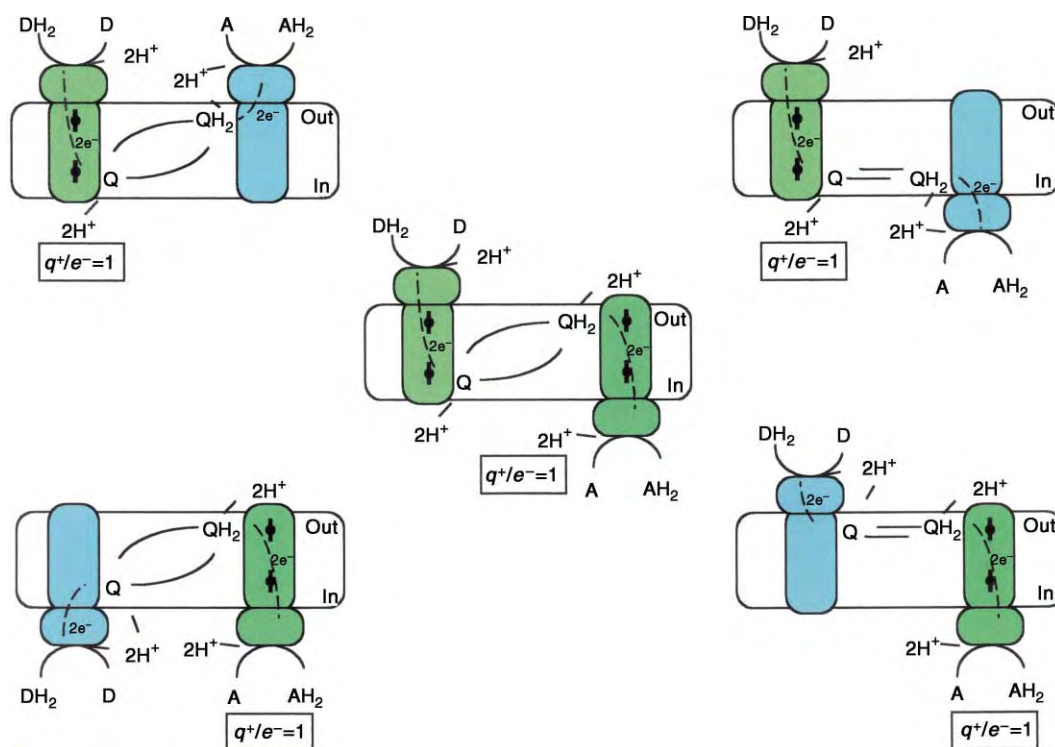 DH₂ D A AH₂
2H⁺ 2H⁺
QH₂ 2e⁻ Out
2e⁻
Q In
2H⁺
q⁺/e⁻=1
DH₂ D
2H⁺
Out
2e⁻
Q QH₂ 2e⁻ In
2H⁺ 2H⁺
q⁺/e⁻=1
A AH₂
DH₂ D
2H⁺ 2H⁺
QH₂ Out
2e⁻ 2e⁻
Q In
2H⁺ 2H⁺
q⁺/e⁻=1
A AH₂
2H⁺
QH₂ Out
2e⁻
Q In
2e⁻ 2H⁺ 2H⁺
DH₂ D A AH₂
q⁺/e⁻=1
DH₂ D
2H⁺ 2H⁺
2e⁻
Q QH₂ Out
2e⁻
In
2H⁺
A AH₂
q⁺/e⁻=1